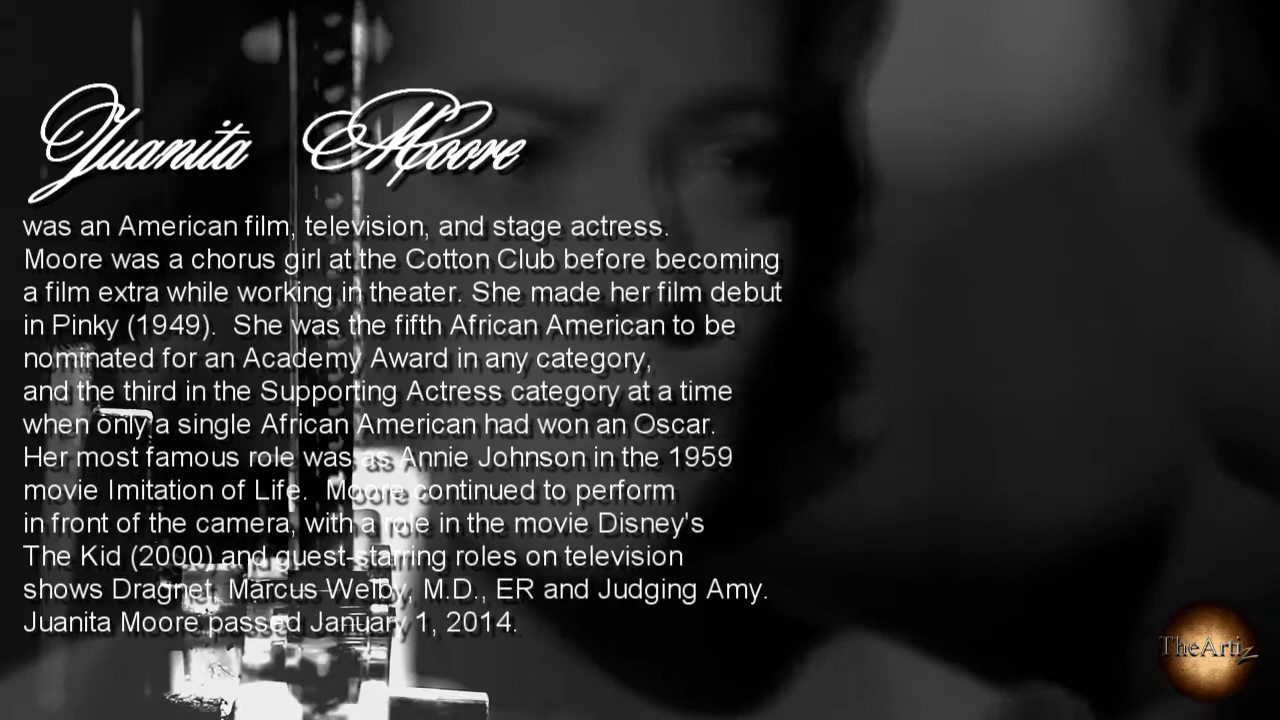 Juanita Moore
was an American film, television, and stage actress.
Moore was a chorus girl at the Cotton Club before becoming
a film extra while working in theater. She made her film debut
in Pinky (1949).  She was the fifth African American to be
nominated for an Academy Award in any category,
and the third in the Supporting Actress category at a time
when only a single African American had won an Oscar.
Her most famous role was as Annie Johnson in the 1959
movie Imitation of Life.  Moore continued to perform
in front of the camera, with a role in the movie Disney's
The Kid (2000) and guest-starring roles on television
shows Dragnet, Marcus Welby, M.D., ER and Judging Amy.
Juanita Moore passed January 1, 2014.
TheArtiz